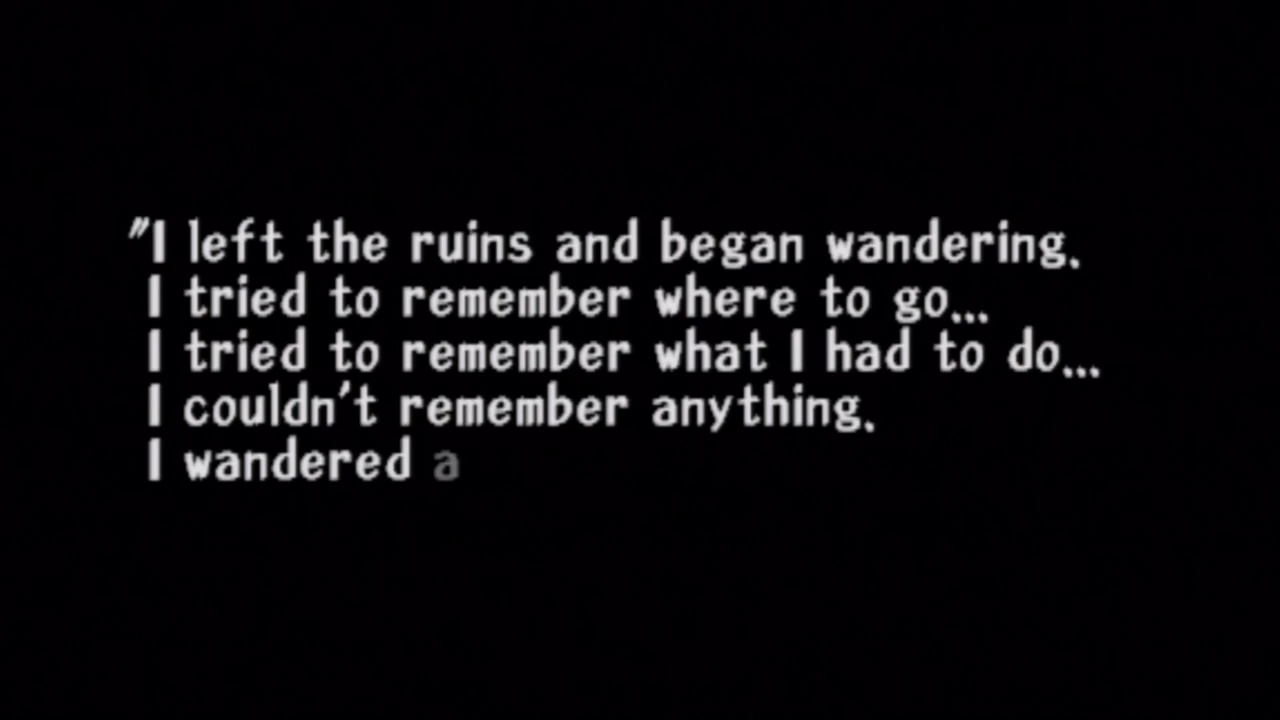 "I left the ruins and began wandering.
I tried to remember where to go...
I tried to remember what I had to do...
I couldn't remember anything.
I wandered a